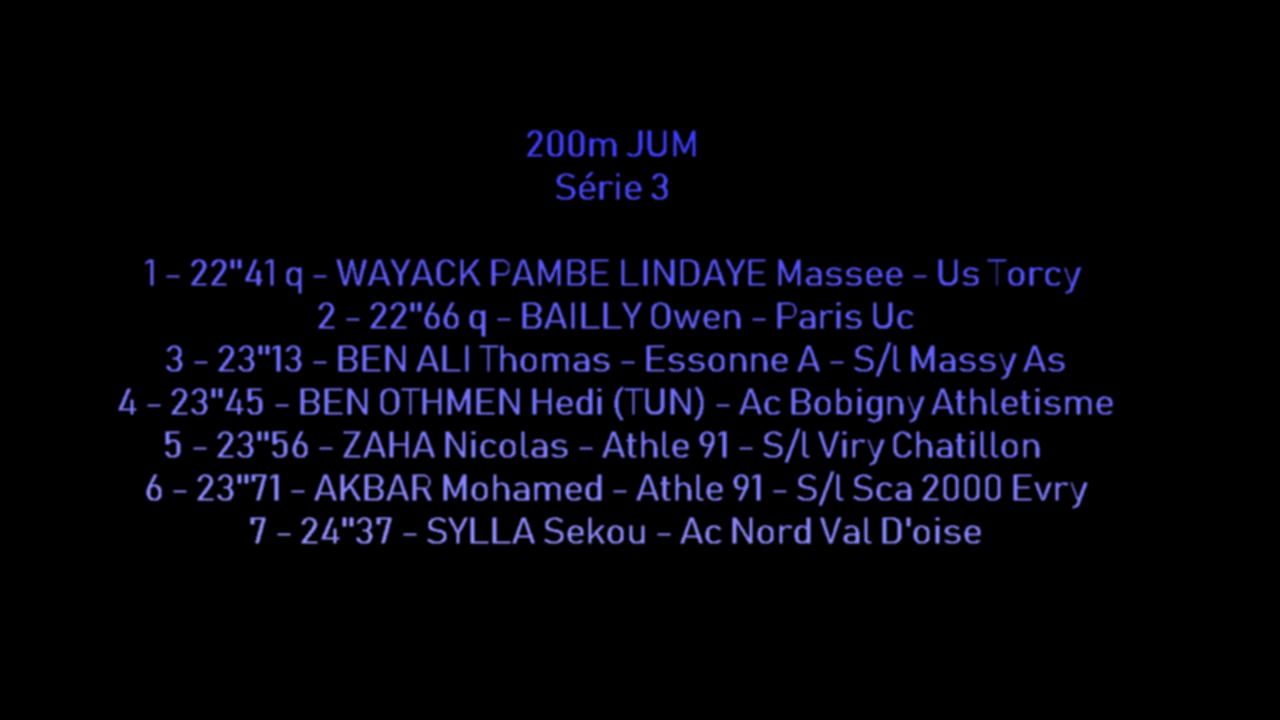 200m JUM
Série 3
1 - 22"41 q - WAYACK PAMBE LINDAYE Massee - Us Torcy
2 - 22"66 q - BAILLY Owen - Paris Uc
3 - 23"13 - BEN ALI Thomas - Essonne A - S/l Massy As
4 - 23"45 - BEN OTHMEN Hedi (TUN) - Ac Bobigny Athletisme
5 - 23"56 - ZAHA Nicolas - Athle 91 - S/l Viry Chatillon
6 - 23"71 - AKBAR Mohamed - Athle 91 - S/l Sca 2000 Evry
7 - 24"37 - SYLLA Sekou - Ac Nord Val D'oise